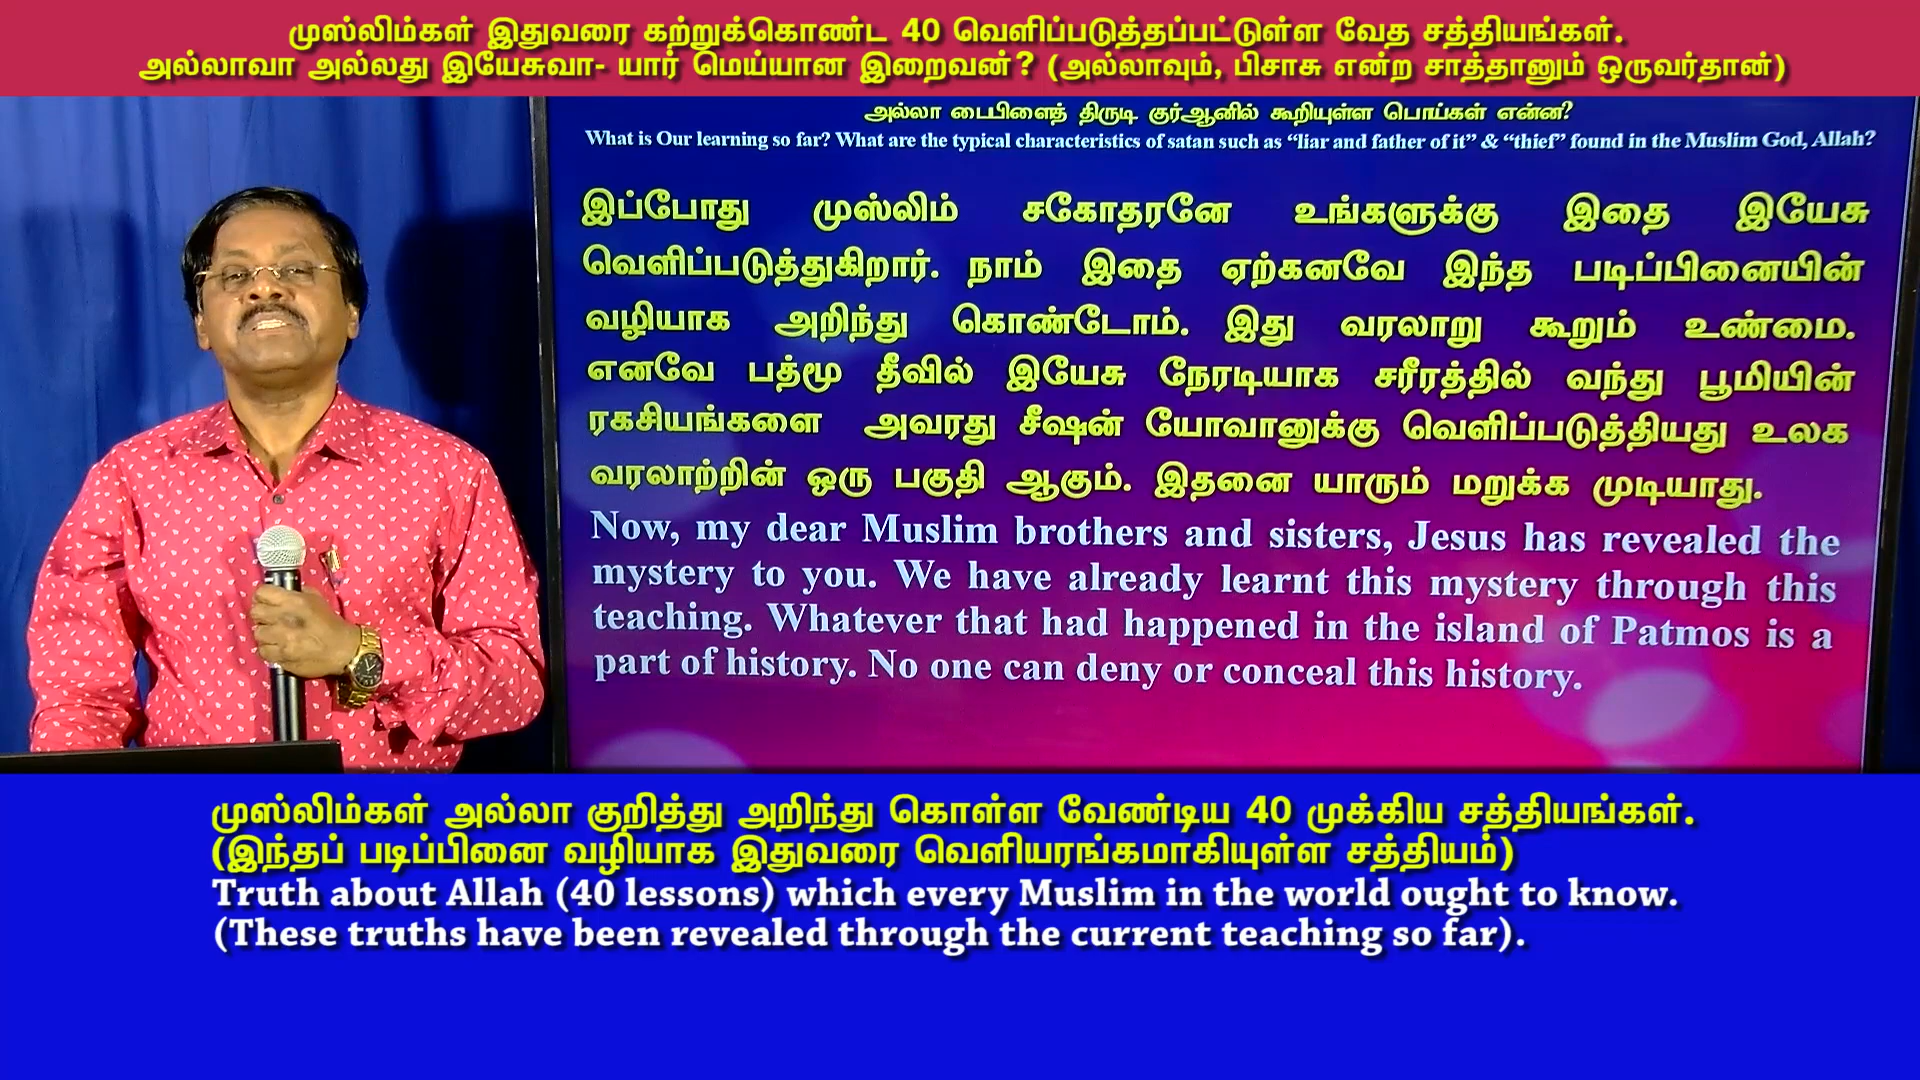 முஸ்லிம்கள் இதுவரை கற்றுக்கொண்ட 40 வெளிப்படுத்தப்பட்டுள்ள வேத சத்தியங்கள்.
அல்லாவா அல்லது இயேசுவா- யார் மெய்யான இறைவன்? (அல்லாவும், பிசாசு என்ற சாத்தானும் ஒருவர்தான்)
அல்லா பைபிளைத் திருடி குர்ஆனில் கூறியுள்ள பொய்கள் என்ன?
What is Our learning so far? What are the typical characteristics of satan such as “liar and father of it” & “thief” found in the Muslim God, Allah?
இப்போது முஸ்லிம் சகோதரனே உங்களுக்கு இதை இயேசு
வெளிப்படுத்துகிறார். நாம் இதை ஏற்கனவே இந்த படிப்பினையின்
வழியாக அறிந்து கொண்டோம். இது வரலாறு கூறும் உண்மை.
எனவே பத்மூ தீவில் இயேசு நேரடியாக சரீரத்தில் வந்து பூமியின்
ரகசியங்களை அவரது சீஷன் யோவானுக்கு வெளிப்படுத்தியது உலக
வரலாற்றின் ஒரு பகுதி ஆகும். இதனை யாரும் மறுக்க முடியாது.
Now, my dear Muslim brothers and sisters, Jesus has revealed the
mystery to you. We have already learnt this mystery through this
teaching. Whatever that had happened in the island of Patmos is a
part of history. No one can deny or conceal this history.
முஸ்லிம்கள் அல்லா குறித்து அறிந்து கொள்ள வேண்டிய 40 முக்கிய சத்தியங்கள்.
(இந்தப் படிப்பினை வழியாக இதுவரை வெளியரங்கமாகியுள்ள சத்தியம்)
Truth about Allah (40 lessons) which every Muslim in the world ought to know.
(These truths have been revealed through the current teaching so far).